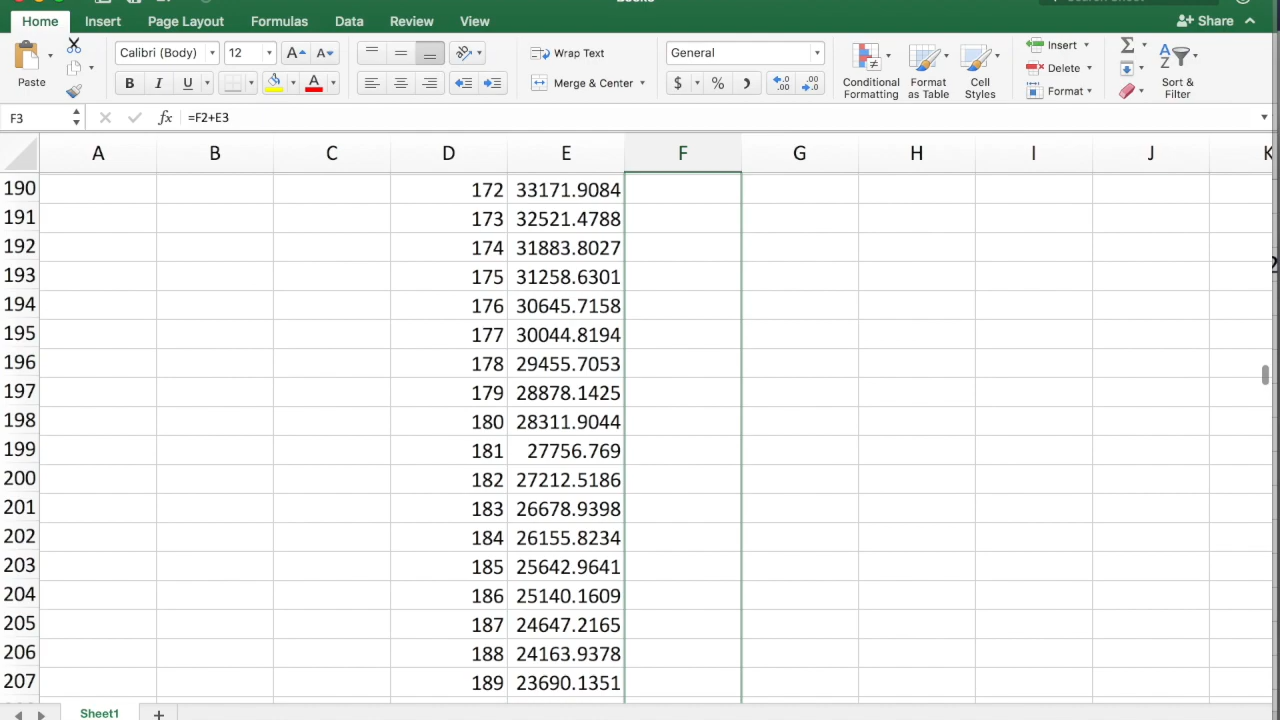 Home Insert Page Layout Formulas Data Review View Share
Calibri (Body) 12 Wrap Text General Insert
Paste B I U A Merge & Center $ % Conditional Formatting Format as Table Cell Styles Delete Format Sort & Filter
F3 fx =F2+E3
A B C D E F G H I J K
190 172 33171.9084
191 173 32521.4788
192 174 31883.8027
193 175 31258.6301
194 176 30645.7158
195 177 30044.8194
196 178 29455.7053
197 179 28878.1425
198 180 28311.9044
199 181 27756.769
200 182 27212.5186
201 183 26678.9398
202 184 26155.8234
203 185 25642.9641
204 186 25140.1609
205 187 24647.2165
206 188 24163.9378
207 189 23690.1351
Sheet1 +